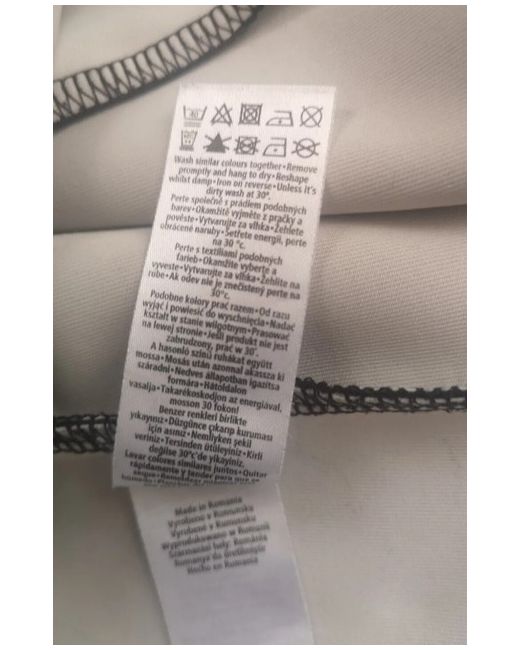 40
Wash similar colours together•Remove
promptly and hang to dry•Reshape
whilst damp•Iron on reverse•Unless it's
dirty wash at 30°.
Perte společně s prádlem podobných
barev•Okamžitě vyjměte z pračky a
pověste•Vytvarujte za vlhka•Žehlete
obrácené naruby•Šetřete energii, perte
na 30 °c.
Perte s textíliami podobných
farieb•Okamžite vyberte a
vyveste•Vytvarujte za vlhka•Žehlite na
rube•Ak odev nie je znečistený perte na
30°c.
Podobne kolory prać razem•Od razu
wyjąć i powiesić do wyschnięcia•Nadać
kształt w stanie wilgotnym•Prasować
na lewej stronie•Jeśli produkt nie jest
zabrudzony, prać w 30°.
A hasonló színű ruhákat együtt
mossa•Mosás után azonnal akassza ki
száradni•Nedves állapotban igazítsa
formára•Hátoldalon
vasalja•Takarékoskodjon az energiával,
mosson 30 fokon!
Benzer renkleri birlikte
yıkayınız•Düzgünce çıkarıp kuruması
için asınız•Nemliyken şekil
veriniz•Tersinden ütüleyiniz•Kirli
değilse 30°c'de yıkayiniz.
Lavar colores similares juntos•Quitar
rápidamente y tender para que se
seque•Remodelar
Made in Romania
Vyrobeno v Rumunsku
Vyrobené v Rumunsku
Wyprodukowano w Rumunii
Származási hely: Románia
Romanya da üretilmiştir
Hecho en Rumania